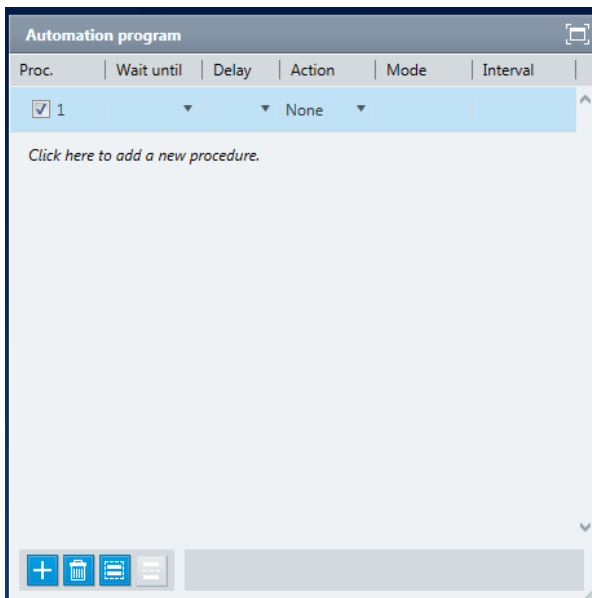 Automation program
Proc. Wait until Delay Action Mode Interval
1 None
Click here to add a new procedure.